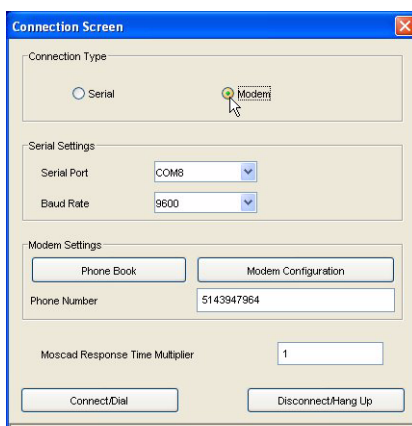 Connection Screen
Connection Type
Serial
Modem
Serial Settings
Serial Port
COM8
Baud Rate
9600
Modem Settings
Phone Book
Modem Configuration
Phone Number
5143947964
Moscad Response Time Multiplier
1
Connect/Dial
Disconnect/Hang Up